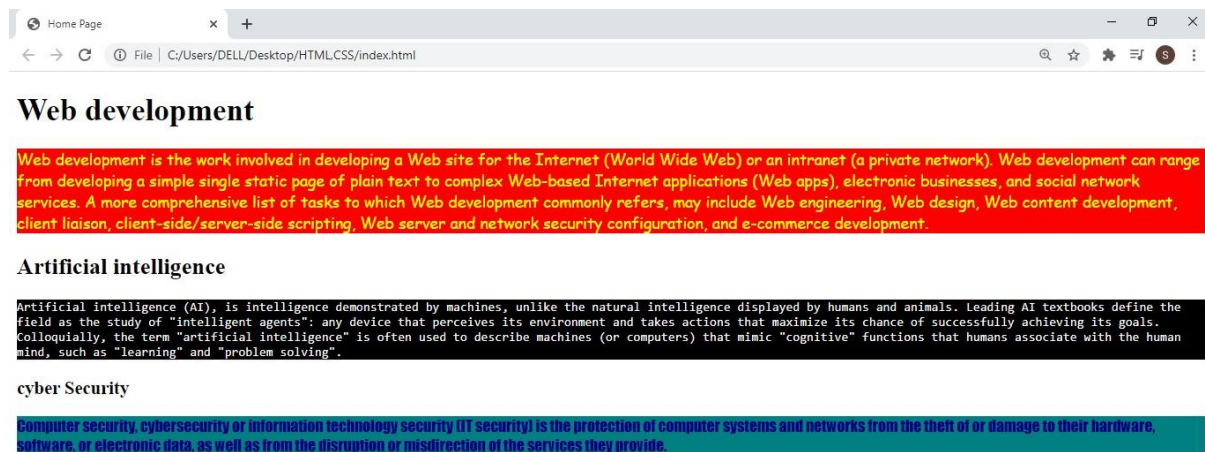 Home Page
File | C:/Users/DELL/Desktop/HTML,CSS/index.html
S
Web development
Web development is the work involved in developing a Web site for the Internet (World Wide Web) or an intranet (a private network). Web development can range
from developing a simple single static page of plain text to complex Web-based Internet applications (Web apps), electronic businesses, and social network
services. A more comprehensive list of tasks to which Web development commonly refers, may include Web engineering, Web design, Web content development,
client liaison, client-side/server-side scripting, Web server and network security configuration, and e-commerce development.
Artificial intelligence
Artificial intelligence (AI), is intelligence demonstrated by machines, unlike the natural intelligence displayed by humans and animals. Leading AI textbooks define the
field as the study of "intelligent agents": any device that perceives its environment and takes actions that maximize its chance of successfully achieving its goals.
Colloquially, the term "artificial intelligence" is often used to describe machines (or computers) that mimic "cognitive" functions that humans associate with the human
mind, such as "learning" and "problem solving".
cyber Security
Computer security, cybersecurity or information technology security (IT security) is the protection of computer systems and networks from the theft of or damage to their hardware,
software, or electronic data, as well as from the disruption or misdirection of the services they provide.